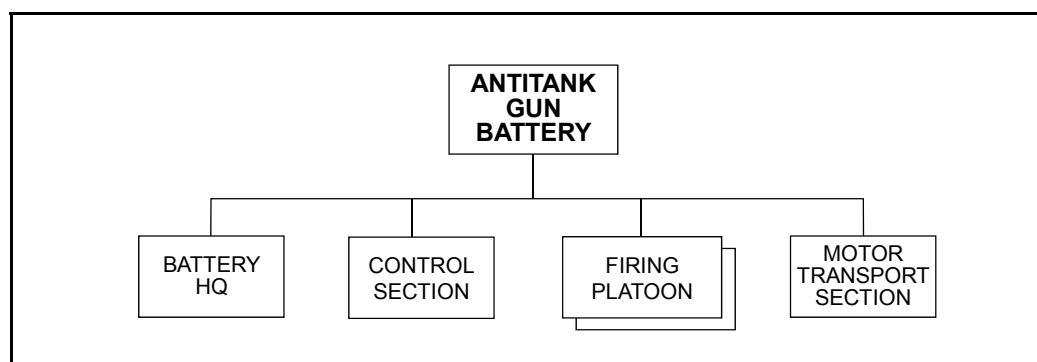 ANTITANK
GUN
BATTERY
BATTERY
HQ
CONTROL
SECTION
FIRING
PLATOON
MOTOR
TRANSPORT
SECTION